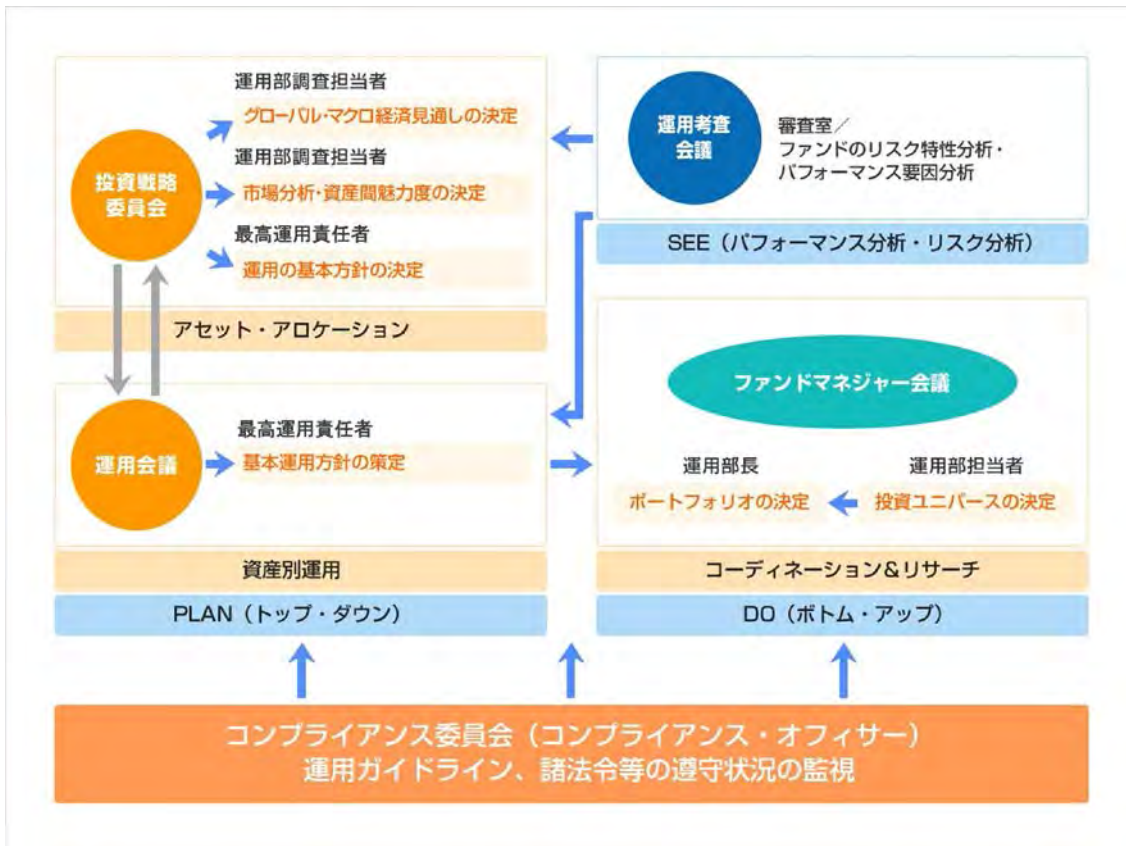 運用部調査担当者
グローバル・マクロ経済見通しの決定
運用部調査担当者
投資戦略
委員会
市場分析・資産間魅力度の決定
最高運用責任者
運用の基本方針の決定
アセット・アロケーション
運用考査
会議
審査室／
ファンドのリスク特性分析・
パフォーマンス要因分析
SEE（パフォーマンス分析・リスク分析）
運用会議
最高運用責任者
基本運用方針の策定
資産別運用
PLAN（トップ・ダウン）
ファンドマネジャー会議
運用部長
運用部担当者
ポートフォリオの決定
投資ユニバースの決定
コーディネーション＆リサーチ
DO（ボトム・アップ）
コンプライアンス委員会（コンプライアンス・オフィサー）
運用ガイドライン、諸法令等の遵守状況の監視